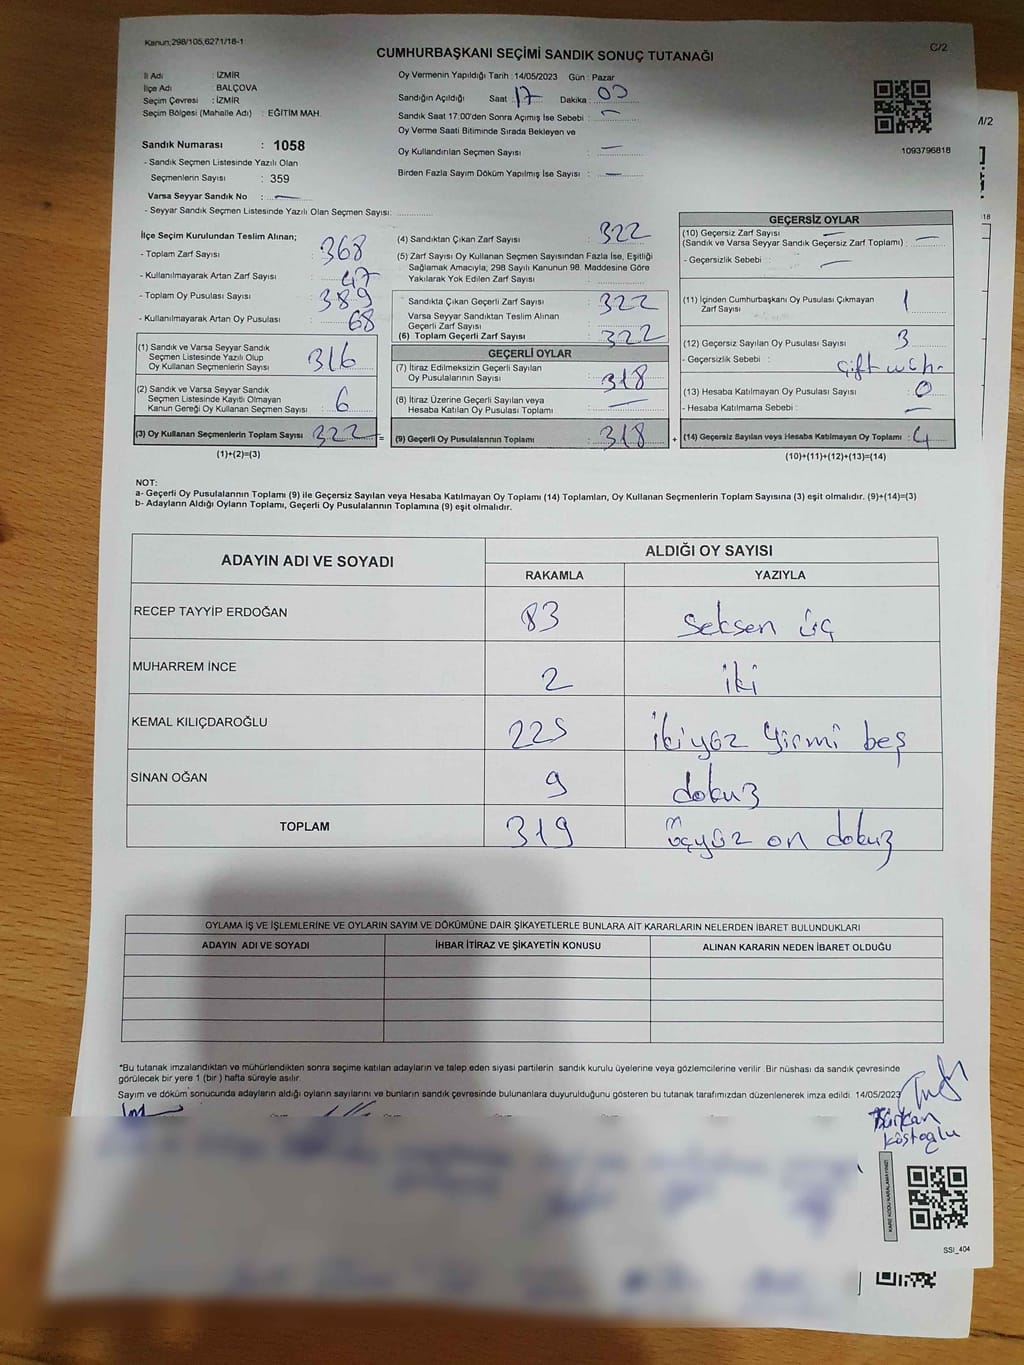 Kanun;298/105,6271/18-1
C/2
CUMHURBAŞKANI SEÇİMİ SANDIK SONUÇ TUTANAĞI
İl Adı : İZMİR
İlçe Adı : BALÇOVA
Seçim Çevresi : İZMİR
Seçim Bölgesi (Mahalle Adı) : EĞİTİM MAH.
Sandık Numarası : 1058
- Sandık Seçmen Listesinde Yazılı Olan
Seçmenlerin Sayısı : 359
Varsa Seyyar Sandık No : —
- Seyyar Sandık Seçmen Listesinde Yazılı Olan Seçmen Sayısı:
Oy Vermenin Yapıldığı Tarih : 14/05/2023 Gün : Pazar
Sandığın Açıldığı Saat : 17 Dakika : 00
Sandık Saat 17:00'den Sonra Açılmış İse Sebebi : —
Oy Verme Saati Bitiminde Sırada Bekleyen ve
Oy Kullandırılan Seçmen Sayısı : —
Birden Fazla Sayım Döküm Yapılmış İse Sayısı : —
1093796818
M/2
İlçe Seçim Kurulundan Teslim Alınan;
- Toplam Zarf Sayısı : 368
- Kullanılmayarak Artan Zarf Sayısı : 47
- Toplam Oy Pusulası Sayısı : 389
- Kullanılmayarak Artan Oy Pusulası : 68
(1) Sandık ve Varsa Seyyar Sandık
Seçmen Listesinde Yazılı Olup
Oy Kullanan Seçmenlerin Sayısı : 316
(2) Sandık ve Varsa Seyyar Sandık
Seçmen Listesinde Kayıtlı Olmayan
Kanun Gereği Oy Kullanan Seçmen Sayısı : 6
(3) Oy Kullanan Seçmenlerin Toplam Sayısı : 322
(1)+(2)=(3)
=
(4) Sandıktan Çıkan Zarf Sayısı : 322
(5) Zarf Sayısı Oy Kullanan Seçmen Sayısından Fazla İse, Eşitliği
Sağlamak Amacıyla; 298 Sayılı Kanunun 98. Maddesine Göre
Yakılarak Yok Edilen Zarf Sayısı :
Sandıkta Çıkan Geçerli Zarf Sayısı : 322
Varsa Seyyar Sandıktan Teslim Alınan
Geçerli Zarf Sayısı :
(6) Toplam Geçerli Zarf Sayısı : 322
GEÇERLİ OYLAR
(7) İtiraz Edilmeksizin Geçerli Sayılan
Oy Pusulalarının Sayısı : 318
(8) İtiraz Üzerine Geçerli Sayılan veya
Hesaba Katılan Oy Pusulası Toplamı : —
(9) Geçerli Oy Pusulalarının Toplamı : 318
+
GEÇERSİZ OYLAR
(10) Geçersiz Zarf Sayısı —
(Sandık ve Varsa Seyyar Sandık Geçersiz Zarf Toplamı) : —
- Geçersizlik Sebebi : —
(11) İçinden Cumhurbaşkanı Oy Pusulası Çıkmayan
Zarf Sayısı : 1
(12) Geçersiz Sayılan Oy Pusulası Sayısı : 3
- Geçersizlik Sebebi : çift
(13) Hesaba Katılmayan Oy Pusulası Sayısı : 0
- Hesaba Katılmama Sebebi : —
(14) Geçersiz Sayılan veya Hesaba Katılmayan Oy Toplamı : 4
(10)+(11)+(12)+(13)=(14)
NOT:
a- Geçerli Oy Pusulalarının Toplamı (9) ile Geçersiz Sayılan veya Hesaba Katılmayan Oy Toplamı (14) Toplamları, Oy Kullanan Seçmenlerin Toplam Sayısına (3) eşit olmalıdır. (9)+(14)=(3)
b- Adayların Aldığı Oyların Toplamı, Geçerli Oy Pusulalarının Toplamına (9) eşit olmalıdır.
ADAYIN ADI VE SOYADI
ALDIĞI OY SAYISI
RAKAMLA YAZIYLA
RECEP TAYYİP ERDOĞAN 83 seksen üç
MUHARREM İNCE 2 iki
KEMAL KILIÇDAROĞLU 225 ikiyüz yirmi beş
SİNAN OĞAN 9 dokuz
TOPLAM 319 üçyüz on dokuz
OYLAMA İŞ VE İŞLEMLERİNE VE OYLARIN SAYIM VE DÖKÜMÜNE DAİR ŞİKAYETLERLE BUNLARA AİT KARARLARIN NELERDEN İBARET BULUNDUKLARI
ADAYIN ADI VE SOYADI İHBAR İTİRAZ VE ŞİKAYETİN KONUSU ALINAN KARARIN NEDEN İBARET OLDUĞU
*Bu tutanak imzalandıktan ve mühürlendikten sonra seçime katılan adayların ve talep eden siyasi partilerin sandık kurulu üyelerine veya gözlemcilerine verilir .Bir nüshası da sandık çevresinde
görülecek bir yere 1 (bir ) hafta süreyle asılır.
Sayım ve döküm sonucunda adayların aldığı oyların sayılarını ve bunların sandık çevresinde bulunanlara duyurulduğunu gösteren bu tutanak tarafımızdan düzenlenerek imza edildi. 14/05/2023
Kürkan
Köstoğlu
KARE KODU KARALAMAYINIZ!
SSI_404